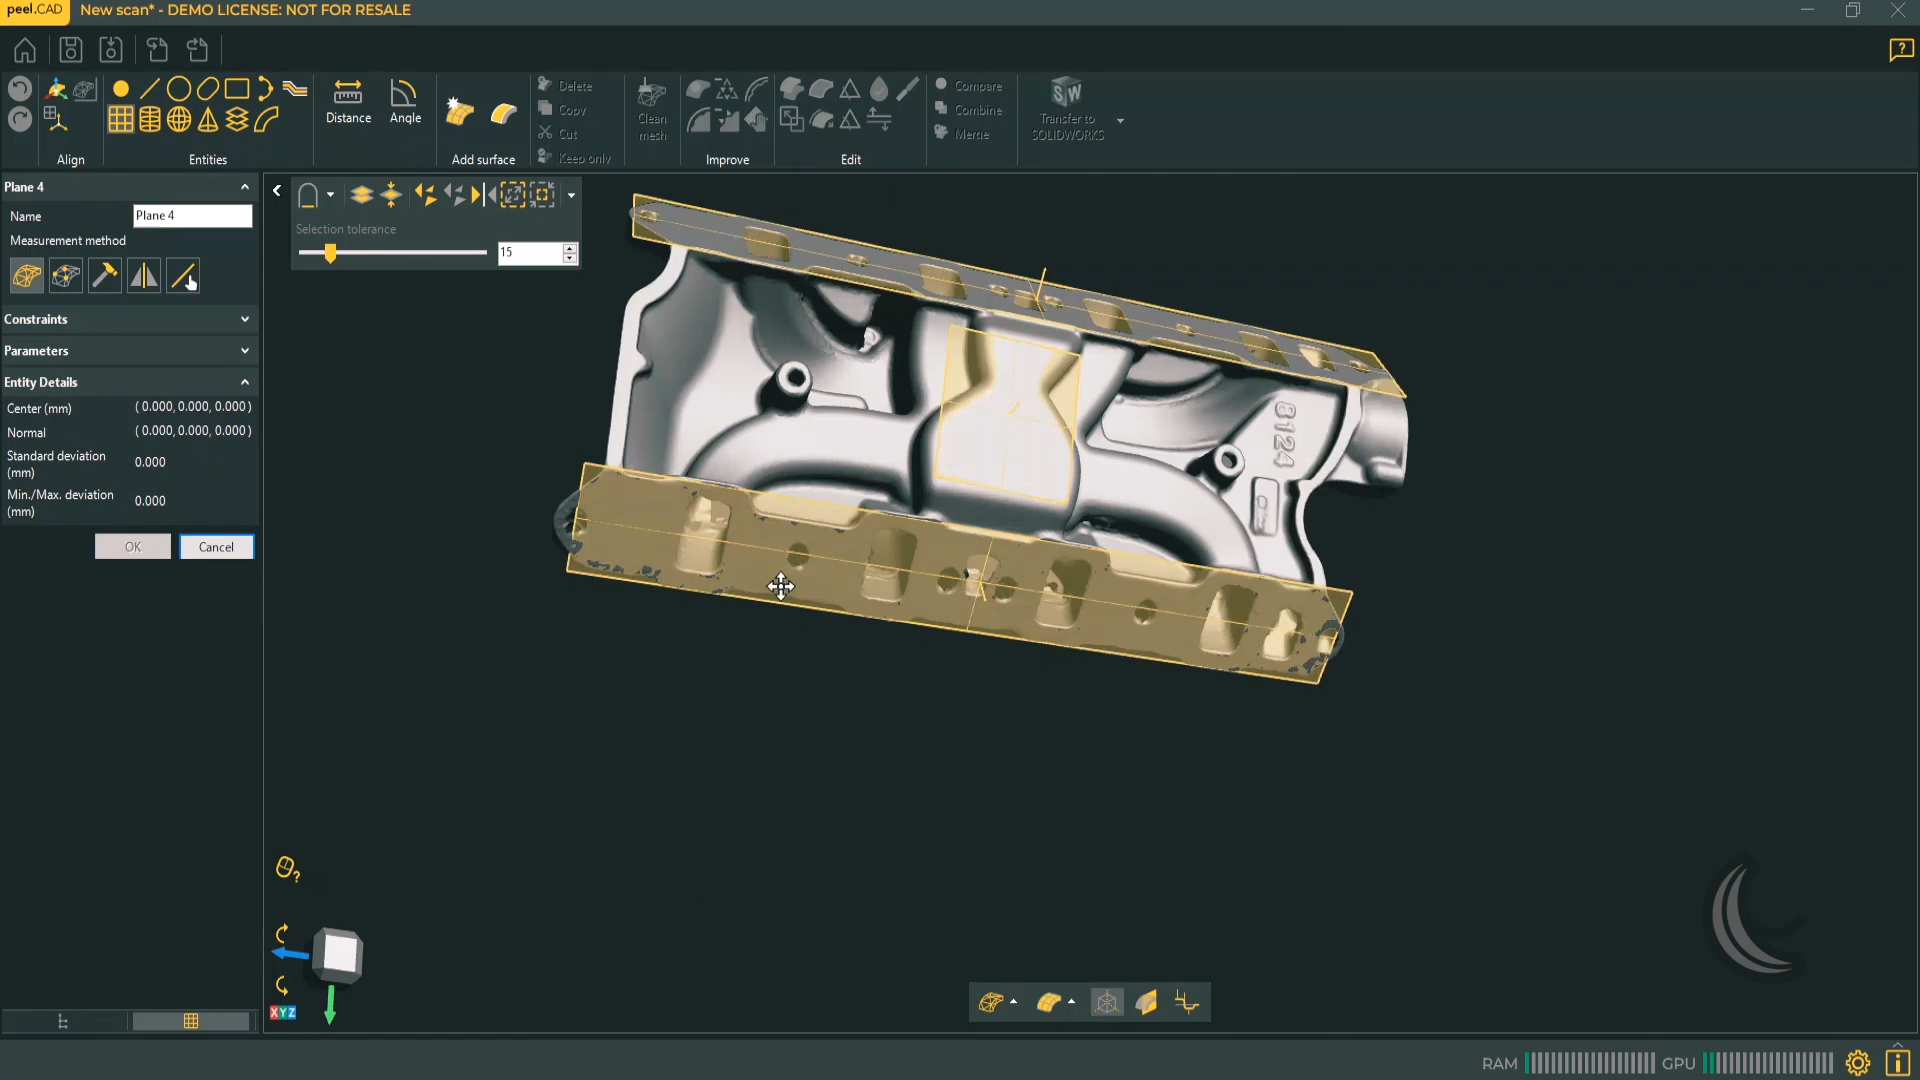 peel.CAD New scan* - DEMO LICENSE: NOT FOR RESALE
Align
Entities
Distance
Angle
Add surface
Delete
Copy
Cut
Keep only
Clean
mesh
Improve
Edit
Compare
Combine
Merge
SW
Transfer to
SOLIDWORKS
Plane 4
Name Plane 4
Measurement method
Constraints
Parameters
Entity Details
Center (mm) ( 0.000, 0.000, 0.000)
Normal ( 0.000, 0.000, 0.000)
Standard deviation
(mm) 0.000
Min./Max. deviation
(mm) 0.000
OK Cancel
Selection tolerance
15
8124
XYZ
RAM GPU